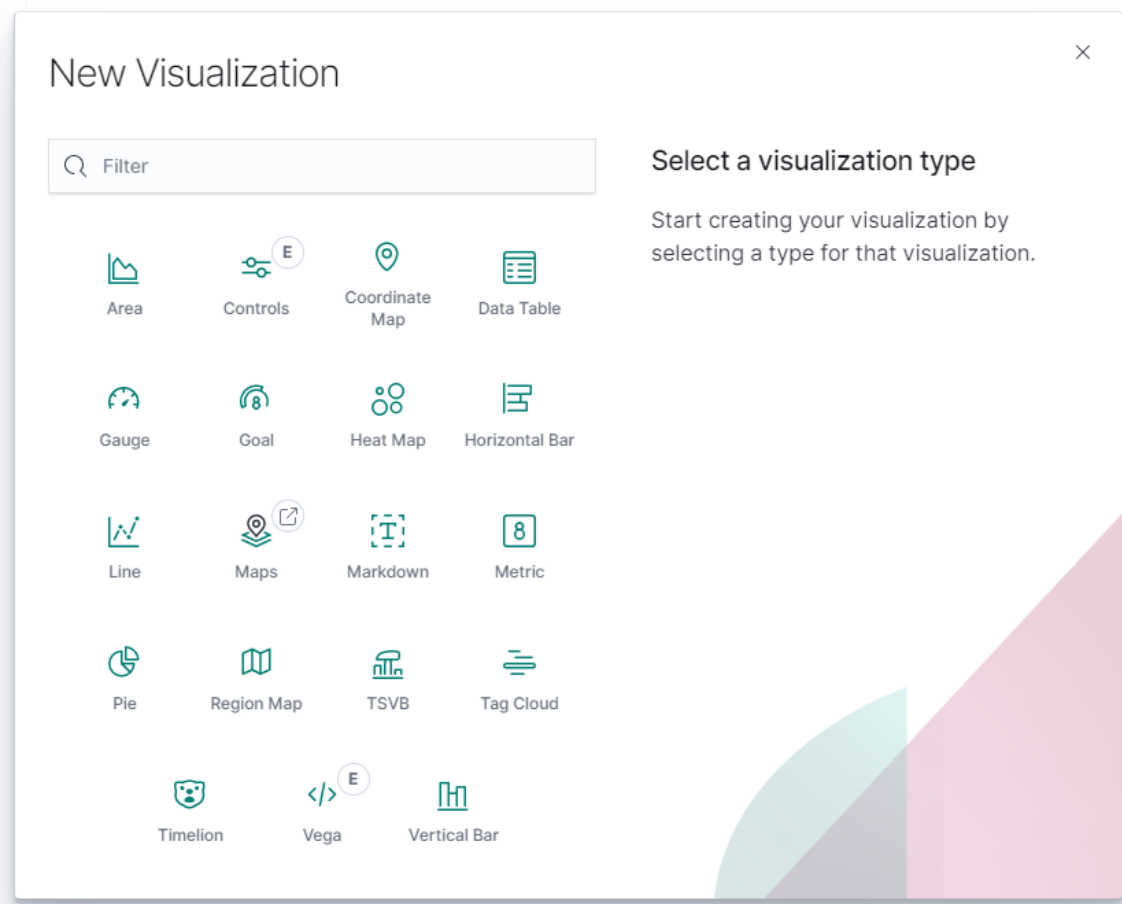 New Visualization
Filter
Select a visualization type
Start creating your visualization by
selecting a type for that visualization.
E
Area
Controls
Coordinate
Map
Data Table
Gauge
8
Goal
Heat Map
Horizontal Bar
Line
Maps
T
Markdown
8
Metric
Pie
Region Map
TSVB
Tag Cloud
Timelion
</>
E
Vega
Vertical Bar